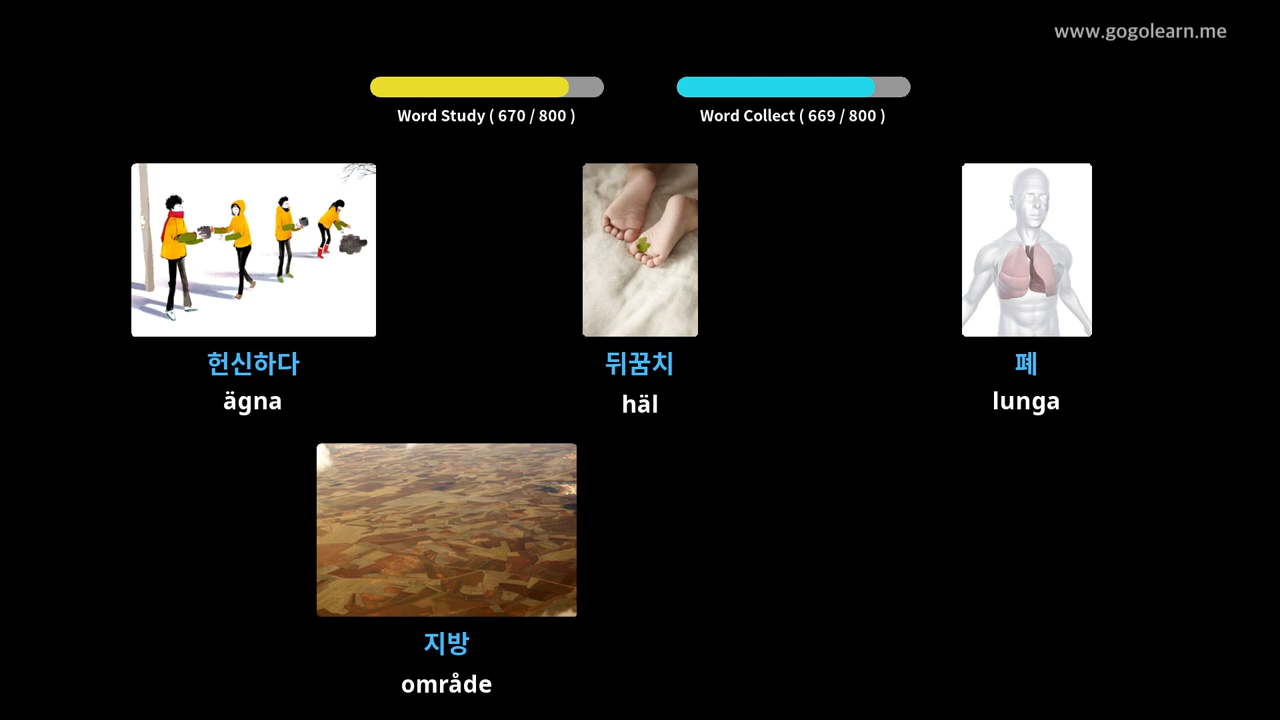 www.gogolearn.me
Word Study ( 670 / 800 )
Word Collect ( 669 / 800 )
헌신하다
ägna
뒤꿈치
häl
폐
lunga
지방
område